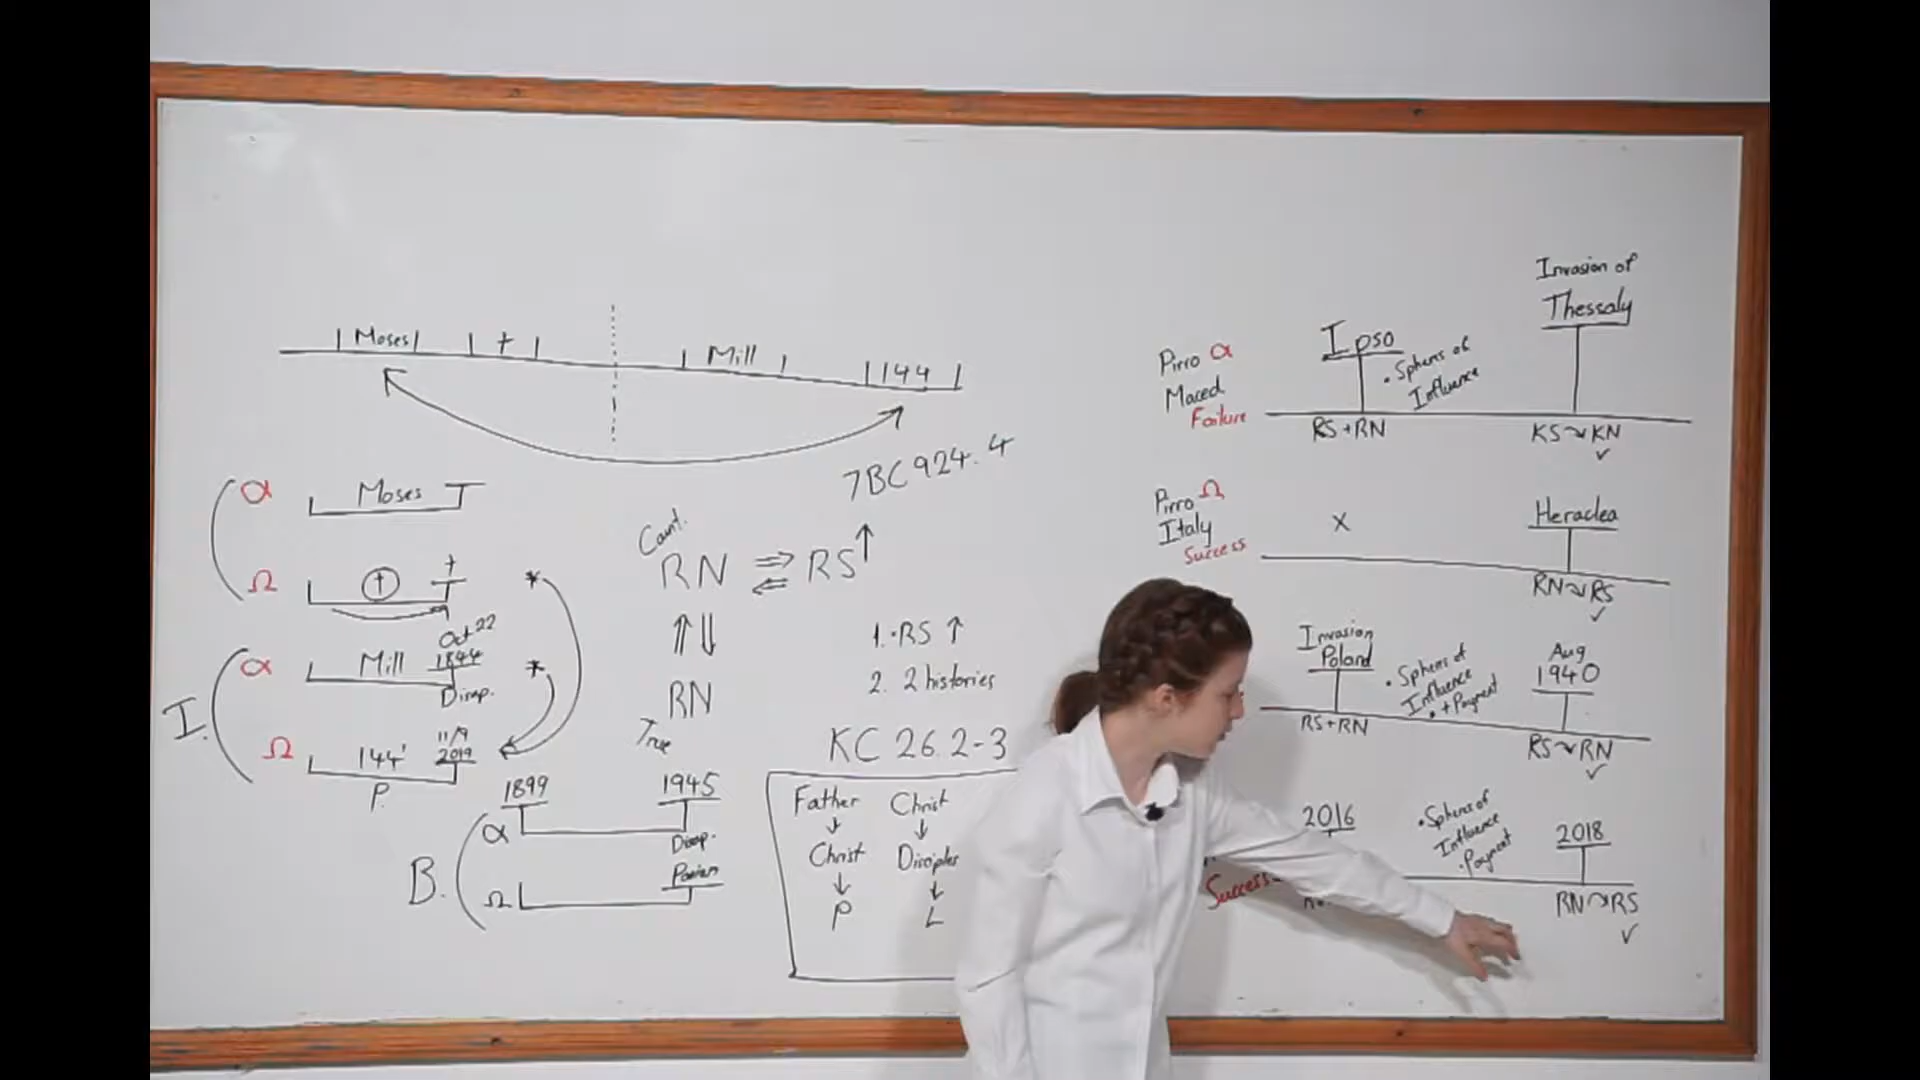 Moses
†
Mill
144
7BC 924.4
α Moses
Ω † †
Oct 22
α Mill 1844
Disap.
I.
Ω 144' 11/9
2019
P.
1899 1945
α Disap.
B.
Ω
Count.
RN ⇌ RS ↑
⇑⇓
RN
True
1. • RS ↑
2. 2 histories
KC 26.2-3
Father Christ
↓ ↓
Christ Disciples
↓ ↓
P L
Invasion of
Thessaly
Pirro α Ipso
• Spheres of
Influence
Maced
Failure
RS + RN KS ↝ KN
✓
Pirro Ω X Heraclea
Italy
Success
RN ↝ RS
✓
Invasion
Poland
• Spheres of
Influence
• + Payment
Aug
1940
RS + RN RS ↝ RN
✓
2016
• Spheres of
Influence
• Payment
2018
Success
RN ↝ RS
✓